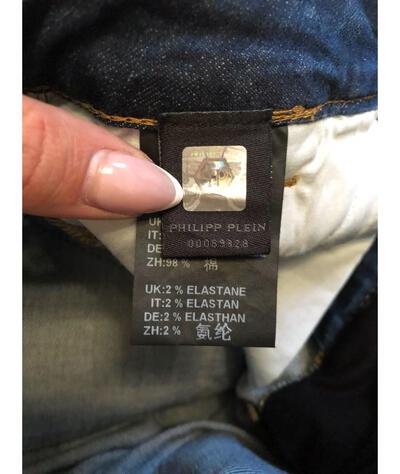 PHILIPP PLEIN
00059828
UK
IT:
DE
ZH:98 % 棉
UK:2 % ELASTANE
IT:2 % ELASTAN
DE:2 % ELASTHAN
ZH:2 % 氨纶